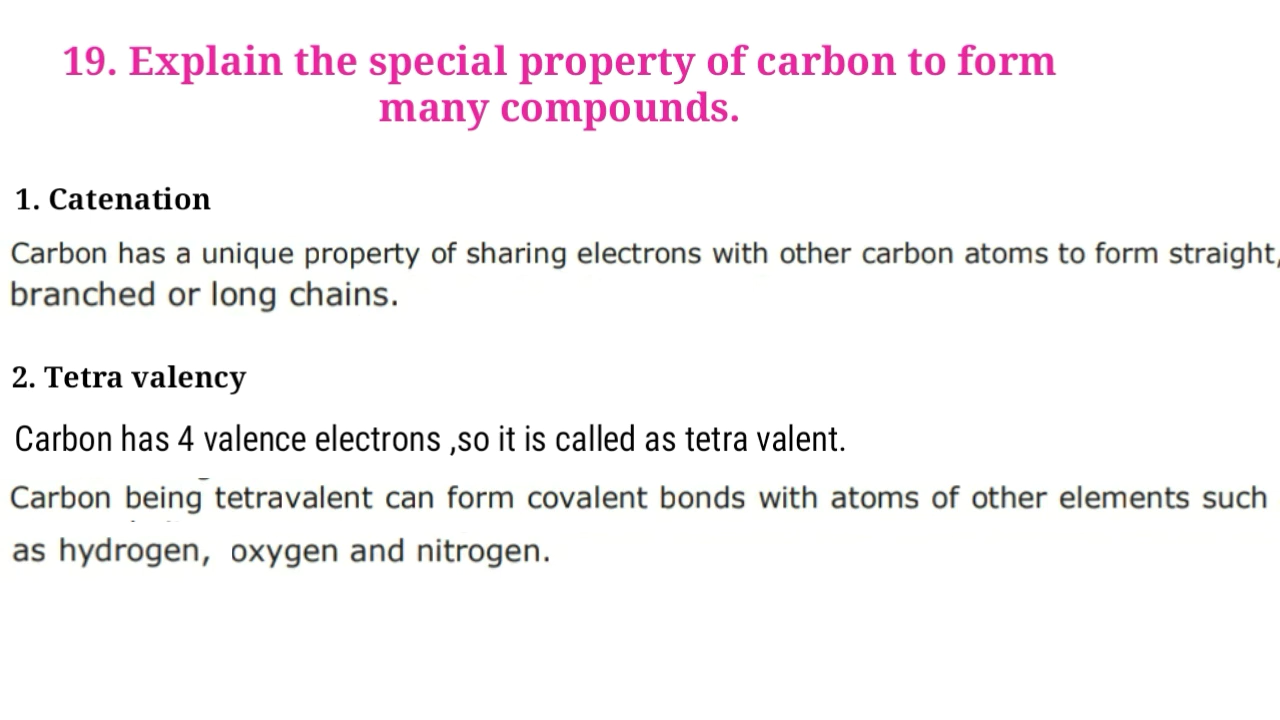 19. Explain the special property of carbon to form
many compounds.
1. Catenation
Carbon has a unique property of sharing electrons with other carbon atoms to form straight,
branched or long chains.
2. Tetra valency
Carbon has 4 valence electrons ,so it is called as tetra valent.
Carbon being tetravalent can form covalent bonds with atoms of other elements such
as hydrogen, oxygen and nitrogen.